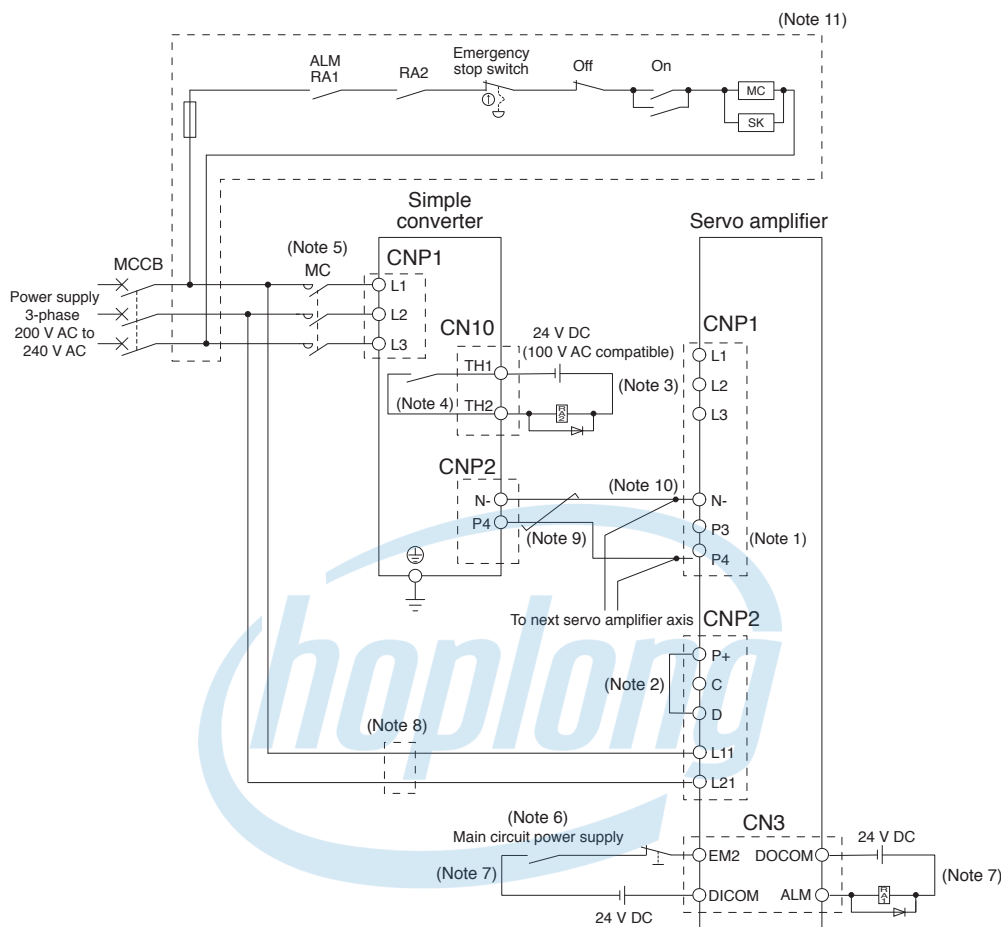 (Note 11)
ALM
RA1
RA2
Emergency
stop switch
Off
On
MC
SK
Simple
converter
Servo amplifier
(Note 5)
MCCB
MC
CNP1
Power supply
3-phase
200 V AC to
240 V AC
L1
L2
L3
CN10
24 V DC
(100 V AC compatible)
CNP1
TH1
(Note 3)
(Note 4)
TH2
RA2
L1
L2
L3
CNP2
N-
P4
(Note 10)
(Note 9)
N-
P3
(Note 1)
P4
To next servo amplifier axis
CNP2
P+
(Note 2)
C
D
(Note 8)
L11
L21
hoplong
(Note 6)
Main circuit power supply
CN3
24 V DC
EM2
DOCOM
(Note 7)
(Note 7)
DICOM
ALM
RA1
24 V DC